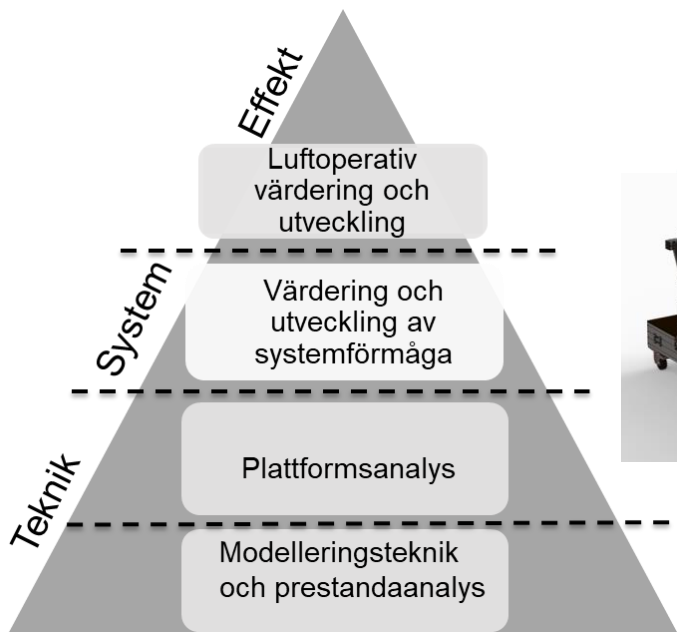 Effekt
Luftoperativ
värdering och
utveckling
System
Värdering och
utveckling av
systemförmåga
Teknik
Plattformsanalys
Modelleringsteknik
och prestandaanalys